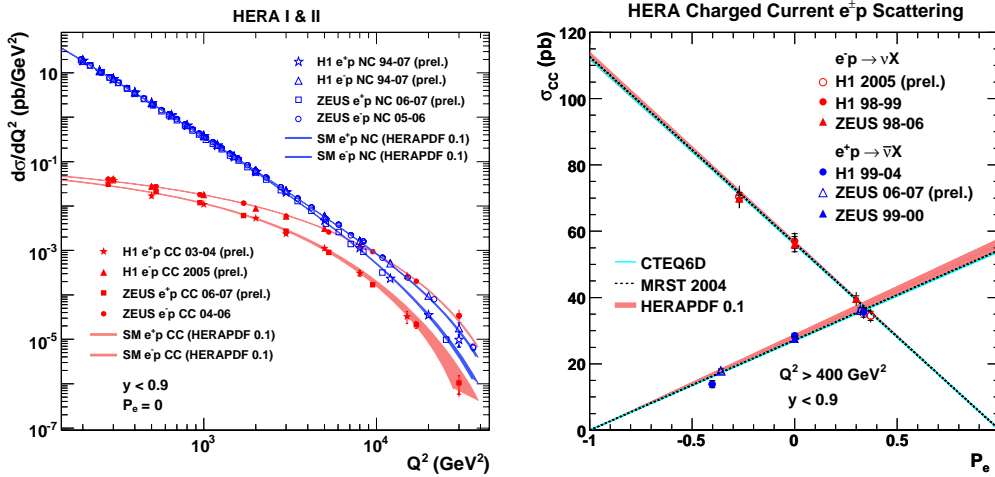 HERA I & II
dσ/dQ² (pb/GeV²)
10
10⁻¹
10⁻³
10⁻⁵
10⁻⁷
H1 e⁺p NC 94-07 (prel.)
H1 e⁻p NC 94-07 (prel.)
ZEUS e⁺p NC 06-07 (prel.)
ZEUS e⁻p NC 05-06
SM e⁺p NC (HERAPDF 0.1)
SM e⁻p NC (HERAPDF 0.1)
H1 e⁺p CC 03-04 (prel.)
H1 e⁻p CC 2005 (prel.)
ZEUS e⁺p CC 06-07 (prel.)
ZEUS e⁻p CC 04-06
SM e⁺p CC (HERAPDF 0.1)
SM e⁻p CC (HERAPDF 0.1)
y < 0.9
Pₑ = 0
10³
10⁴
Q² (GeV²)
HERA Charged Current e±p Scattering
σCC (pb)
120
100
80
60
40
20
0
e⁻p → νX
H1 2005 (prel.)
H1 98-99
ZEUS 98-06
e⁺p → ν̄X
H1 99-04
ZEUS 06-07 (prel.)
ZEUS 99-00
CTEQ6D
MRST 2004
HERAPDF 0.1
Q² > 400 GeV²
y < 0.9
-1
-0.5
0
0.5
1
Pₑ